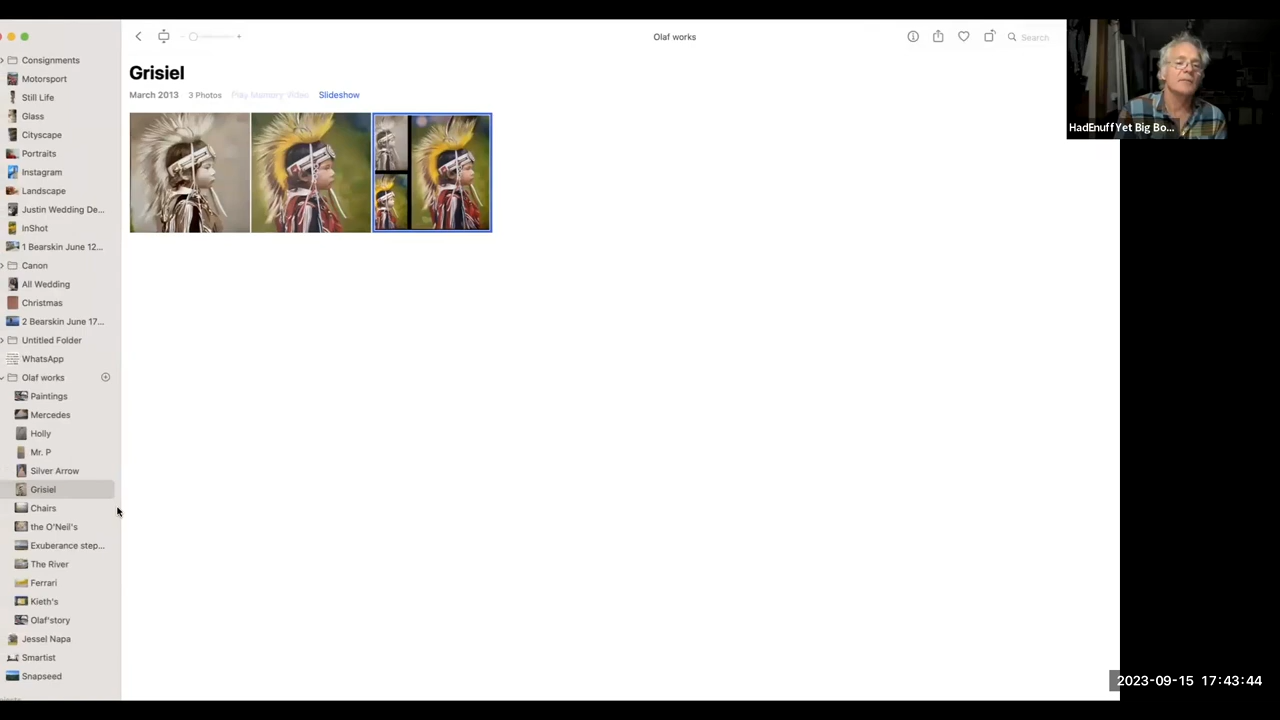 Olaf works
Search
Consignments
Motorsport
Still Life
Glass
Cityscape
Portraits
Instagram
Landscape
Justin Wedding De...
InShot
1 Bearskin June 12...
Canon
All Wedding
Christmas
2 Bearskin June 17...
Untitled Folder
WhatsApp
Olaf works
Paintings
Mercedes
Holly
Mr. P
Silver Arrow
Grisiel
Chairs
the O'Neil's
Exuberance step...
The River
Ferrari
Kieth's
Olaf'story
Jessel Napa
Smartist
Snapseed
Grisiel
March 2013 3 Photos Play Memory Video Slideshow
HadEnuffYet Big Bo...
2023-09-15 17:43:44